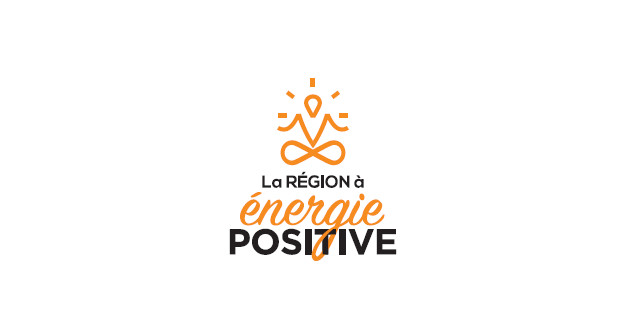 La RÉGION à
énergie
POSITIVE